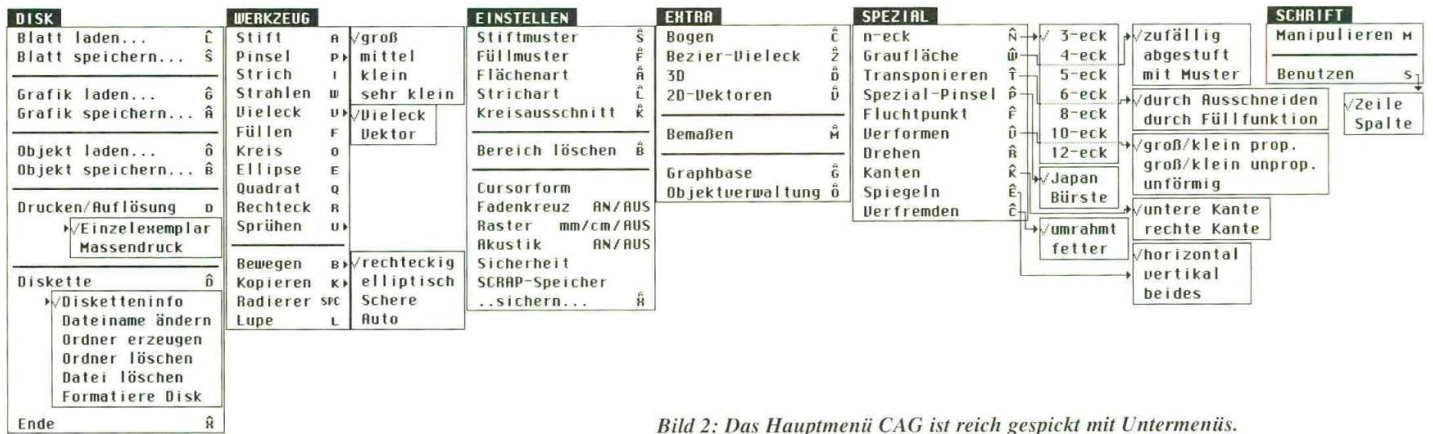 DISK
Blatt laden... L̂
Blatt speichern... Ŝ
Grafik laden... Ĝ
Grafik speichern... Â
Objekt laden... Ô
Objekt speichern... B̂
Drucken/Auflösung D
√Einzelexemplar
Massendruck
Diskette D̂
√Disketteninfo
Dateiname ändern
Ordner erzeugen
Ordner löschen
Datei löschen
Formatiere Disk
Ende
WERKZEUG
Stift A
Pinsel P
Strich I
Strahlen W
Vieleck V
Füllen F
Kreis O
Ellipse E
Quadrat Q
Rechteck R
Sprühen U
Bewegen B
Kopieren K
Radierer SPC
Lupe L
√groß
mittel
klein
sehr klein
√Vieleck
Vektor
√rechteckig
elliptisch
Schere
Auto
EINSTELLEN
Stiftmuster
Füllmuster
Flächenart
Strichart
Kreisausschnitt
Bereich löschen
Cursorform
Fadenkreuz AN/AUS
Raster mm/cm/AUS
Akustik AN/AUS
Sicherheit
SCRAP-Speicher
..sichern...
EXTRA
Bogen
Bezier-Vieleck
3D
2D-Vektoren
Bemaßen
Graphbase
Objektverwaltung
SPEZIAL
n-eck N̂
Graufläche Ŵ
Transponieren T̂
Spezial-Pinsel P̂
Fluchtpunkt F̂
Verformen Û
Drehen R̂
Kanten K̂
Spiegeln Ê
Verfremden Ĉ
√ 3-eck
4-eck
5-eck
6-eck
8-eck
10-eck
12-eck
√Japan
Bürste
√umrahmt
fetter
√zufällig
abgestuft
mit Muster
√durch Ausschneiden
durch Füllfunktion
√groß/klein prop.
groß/klein unprop.
unförmig
√untere Kante
rechte Kante
√horizontal
vertikal
beides
SCHRIFT
Manipulieren M
Benutzen S
√Zeile
Spalte
Bild 2: Das Hauptmenü CAG ist reich gespickt mit Untermenüs.